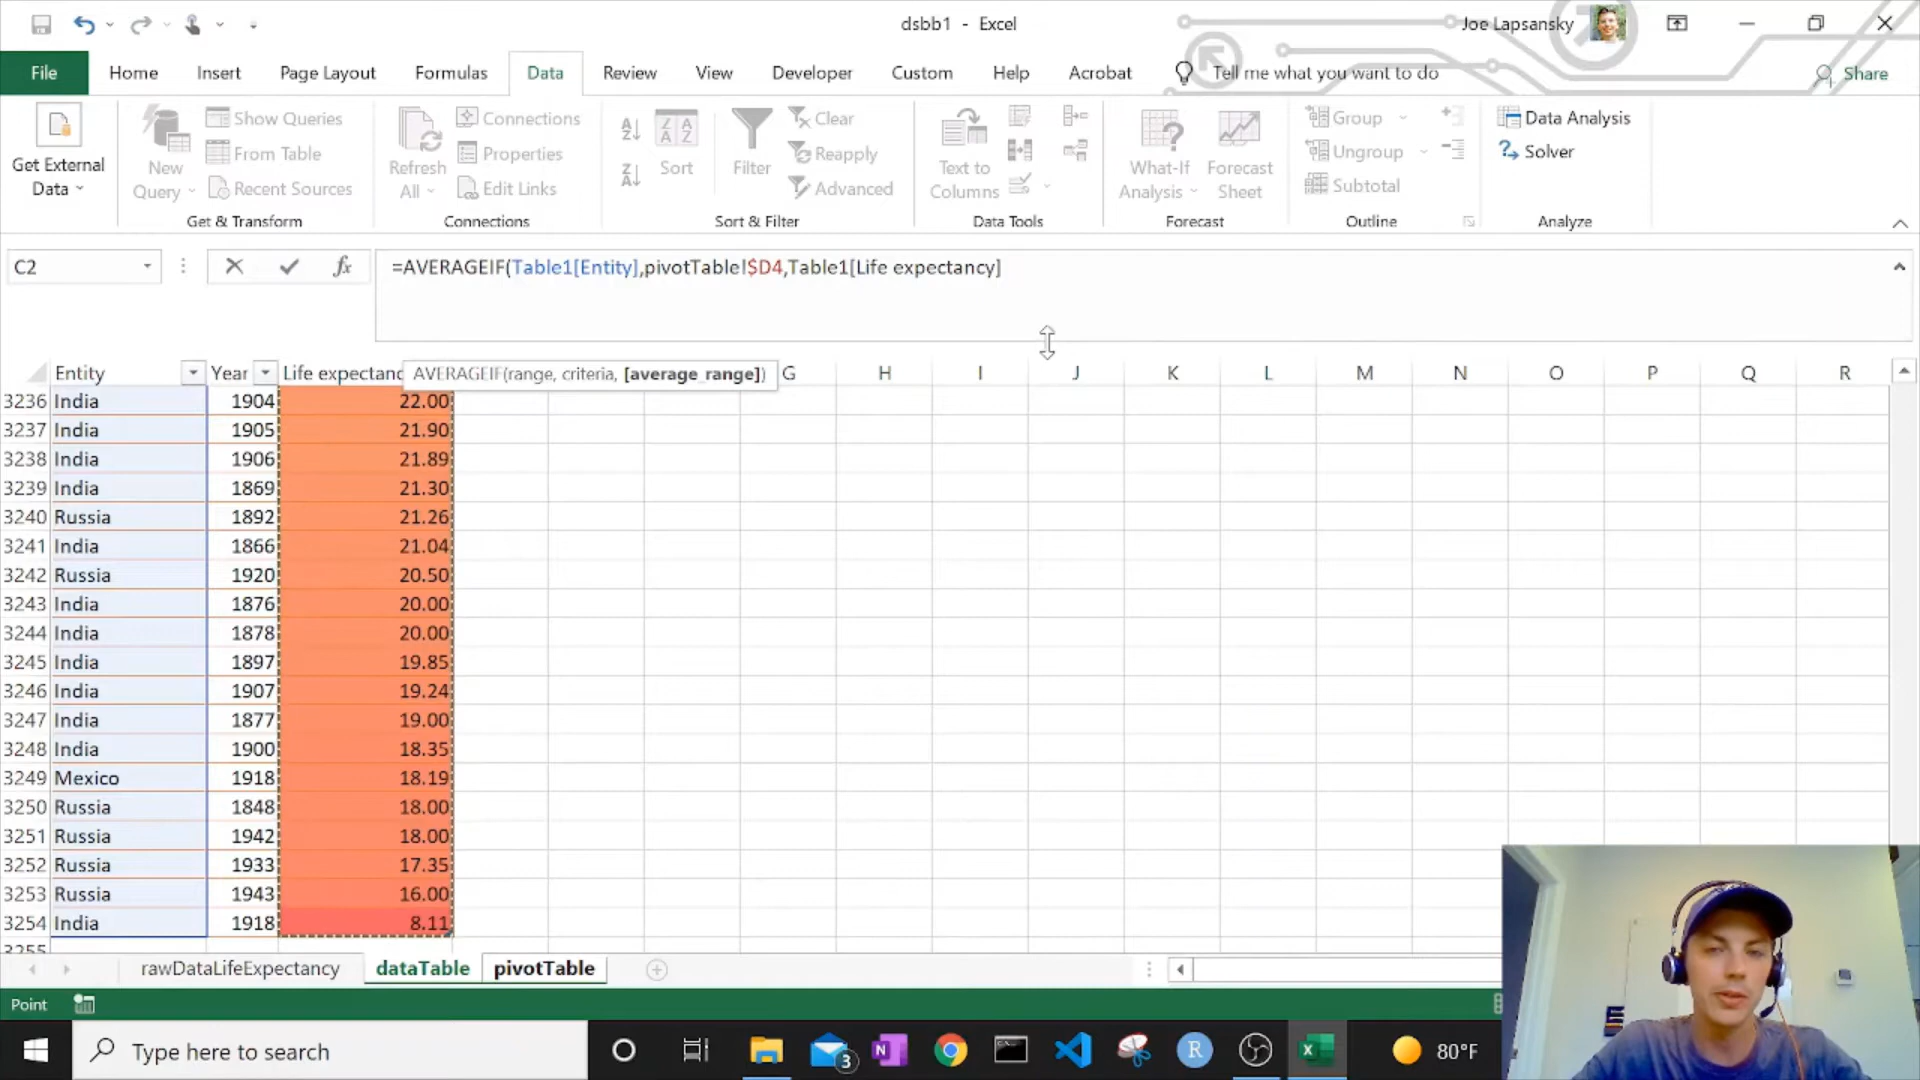 dsbb1 - Excel
Joe Lapsansky
File Home Insert Page Layout Formulas Data Review View Developer Custom Help Acrobat Tell me what you want to do Share
Get External Data
New Query
Show Queries
From Table
Recent Sources
Get & Transform
Refresh All
Connections
Properties
Edit Links
Connections
Sort
Filter
Clear
Reapply
Advanced
Sort & Filter
Text to Columns
Data Tools
What-If Analysis
Forecast Sheet
Forecast
Group
Ungroup
Subtotal
Outline
Data Analysis
Solver
Analyze
C2
fx
=AVERAGEIF(Table1[Entity],pivotTable!$D4,Table1[Life expectancy]
AVERAGEIF(range, criteria, [average_range])
Entity Year Life expectanc G H I J K L M N O P Q R
3236 India 1904 22.00
3237 India 1905 21.90
3238 India 1906 21.89
3239 India 1869 21.30
3240 Russia 1892 21.26
3241 India 1866 21.04
3242 Russia 1920 20.50
3243 India 1876 20.00
3244 India 1878 20.00
3245 India 1897 19.85
3246 India 1907 19.24
3247 India 1877 19.00
3248 India 1900 18.35
3249 Mexico 1918 18.19
3250 Russia 1848 18.00
3251 Russia 1942 18.00
3252 Russia 1933 17.35
3253 Russia 1943 16.00
3254 India 1918 8.11
3255
rawDataLifeExpectancy dataTable pivotTable
Point
Type here to search
3
N
R
80°F